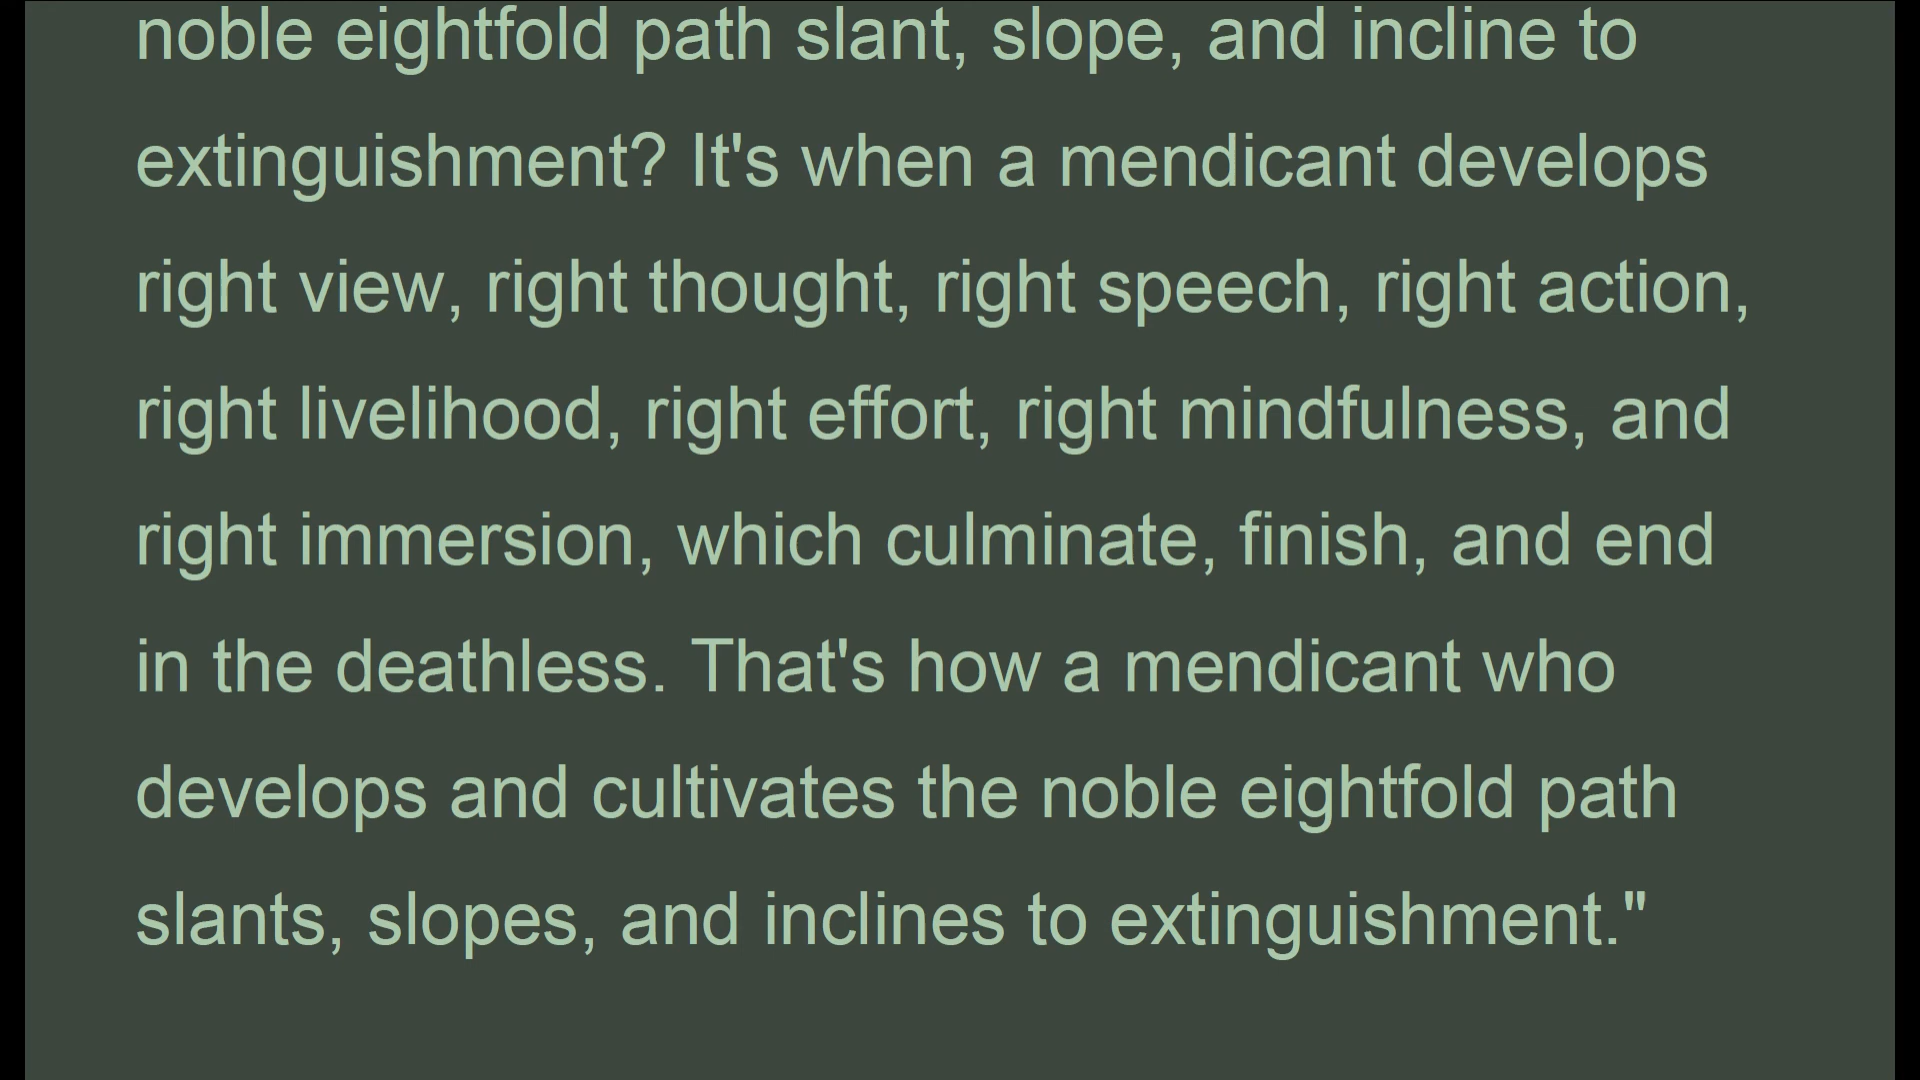 noble eightfold path slant, slope, and incline to
extinguishment? It's when a mendicant develops
right view, right thought, right speech, right action,
right livelihood, right effort, right mindfulness, and
right immersion, which culminate, finish, and end
in the deathless. That's how a mendicant who
develops and cultivates the noble eightfold path
slants, slopes, and inclines to extinguishment."